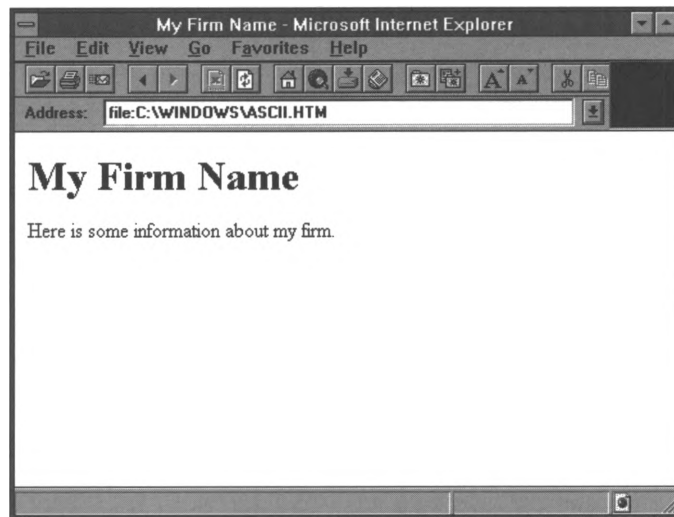 My Firm Name - Microsoft Internet Explorer
File Edit View Go Favorites Help
A A
Address: file:C:\WINDOWS\ASCII.HTM
My Firm Name
Here is some information about my firm.